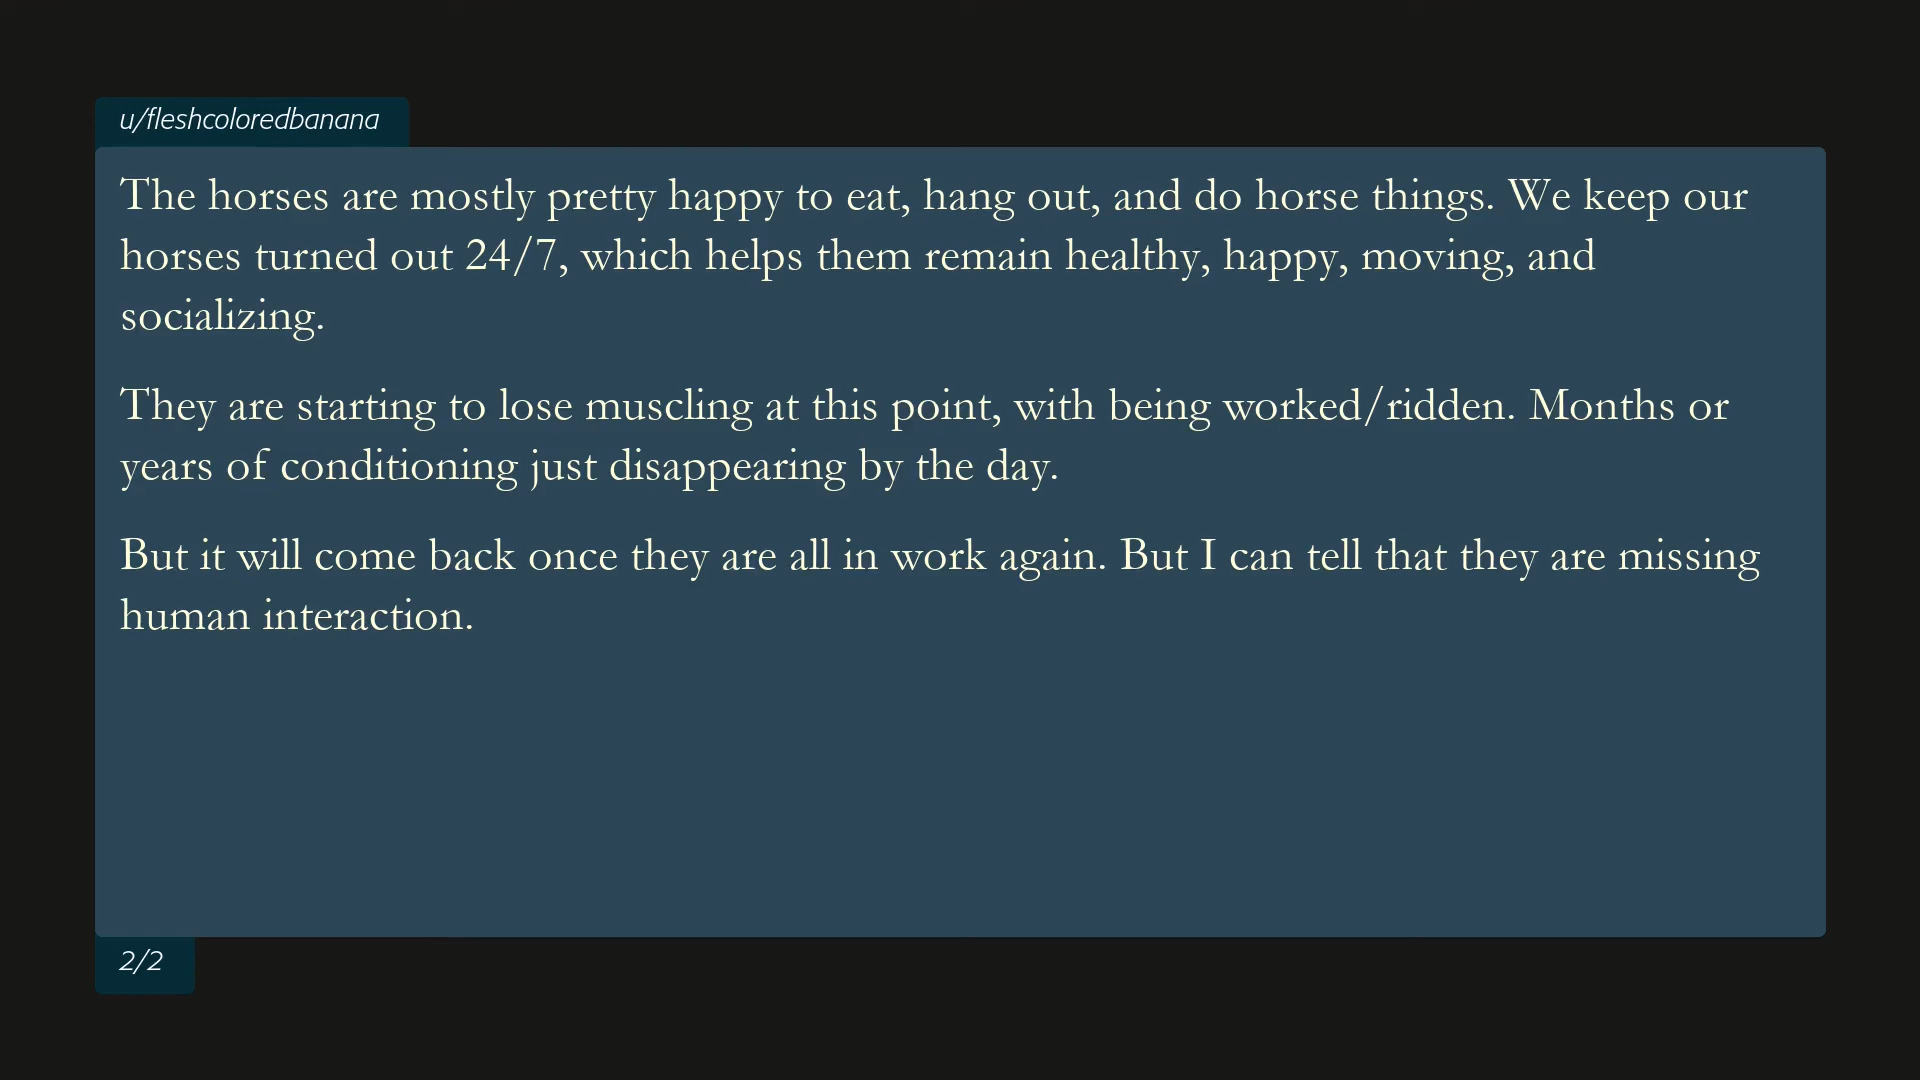 u/fleshcoloredbanana
The horses are mostly pretty happy to eat, hang out, and do horse things. We keep our
horses turned out 24/7, which helps them remain healthy, happy, moving, and
socializing.
They are starting to lose muscling at this point, with being worked/ridden. Months or
years of conditioning just disappearing by the day.
But it will come back once they are all in work again. But I can tell that they are missing
human interaction.
2/2